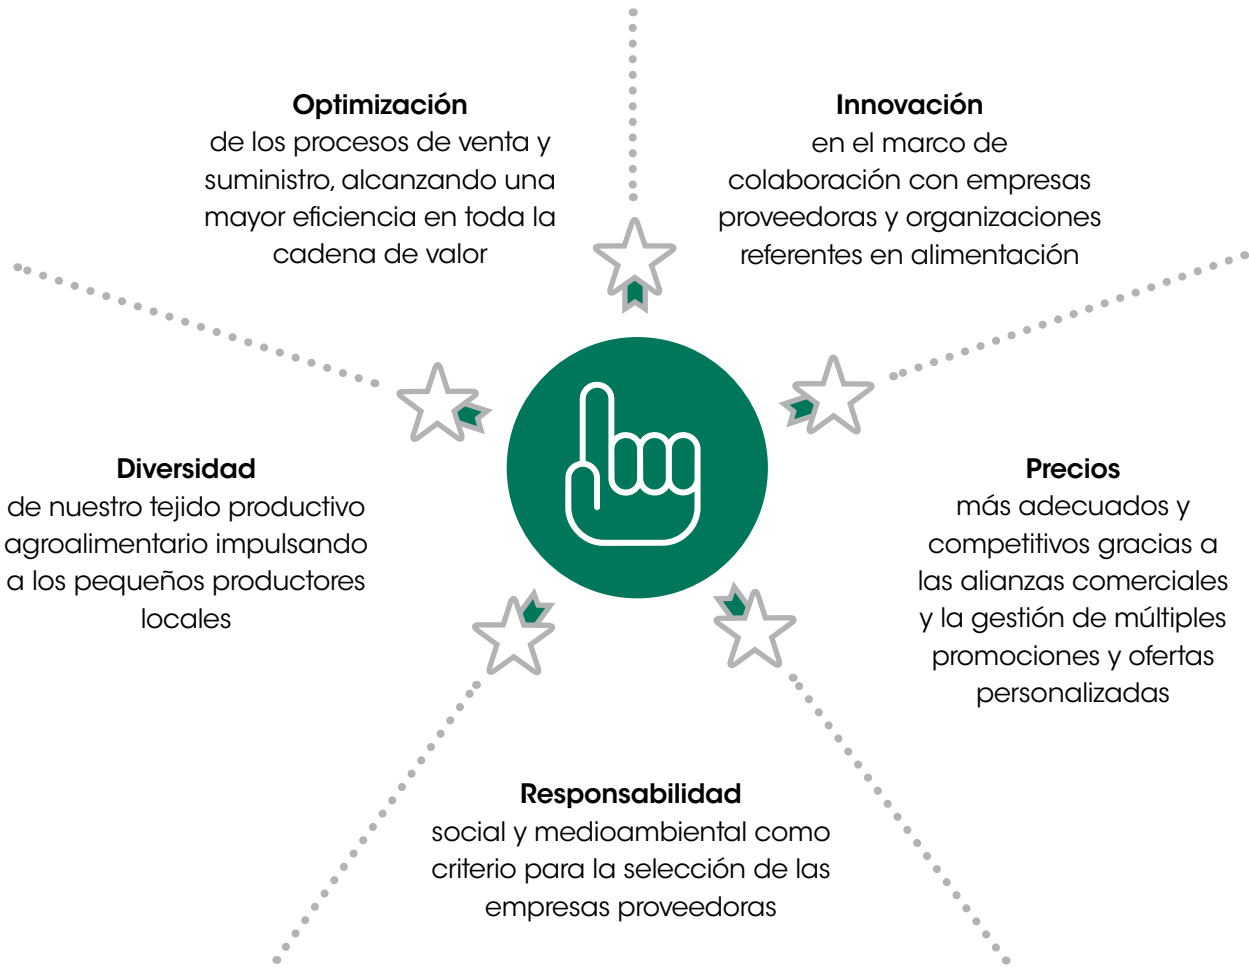 Optimización
de los procesos de venta y
suministro, alcanzando una
mayor eficiencia en toda la
cadena de valor
Innovación
en el marco de
colaboración con empresas
proveedoras y organizaciones
referentes en alimentación
Diversidad
de nuestro tejido productivo
agroalimentario impulsando
a los pequeños productores
locales
Precios
más adecuados y
competitivos gracias a
las alianzas comerciales
y la gestión de múltiples
promociones y ofertas
personalizadas
Responsabilidad
social y medioambiental como
criterio para la selección de las
empresas proveedoras